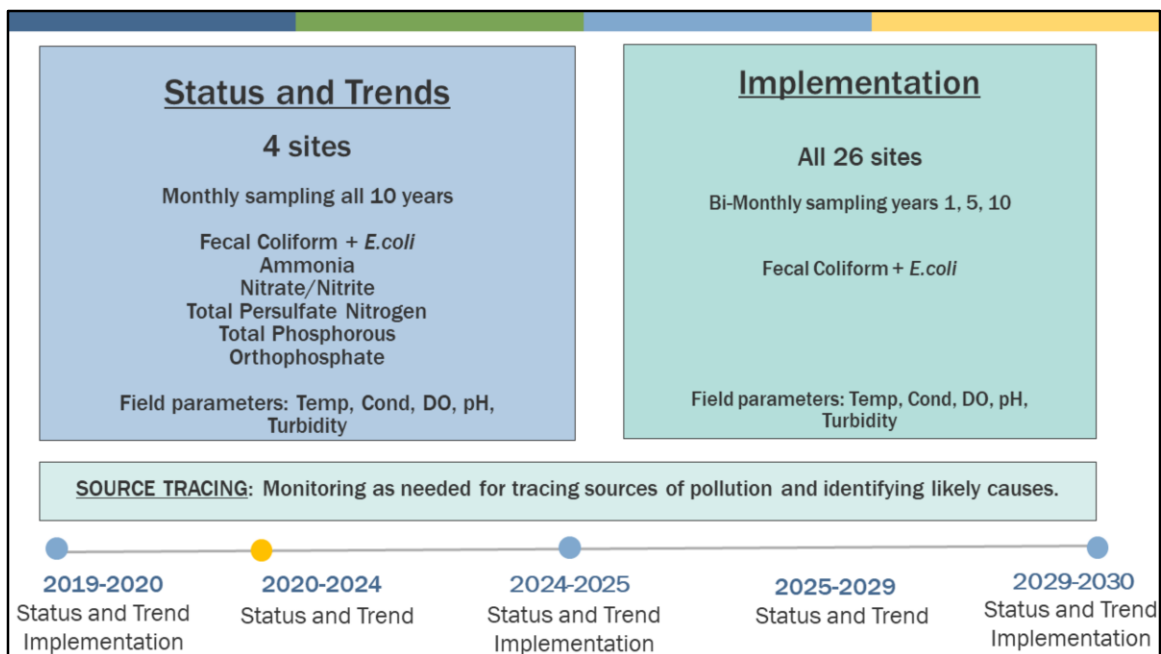 Status and Trends
4 sites
Monthly sampling all 10 years
Fecal Coliform + E.coli
Ammonia
Nitrate/Nitrite
Total Persulfate Nitrogen
Total Phosphorous
Orthophosphate
Field parameters: Temp, Cond, DO, pH,
Turbidity
Implementation
All 26 sites
Bi-Monthly sampling years 1, 5, 10
Fecal Coliform + E.coli
Field parameters: Temp, Cond, DO, pH,
Turbidity
SOURCE TRACING: Monitoring as needed for tracing sources of pollution and identifying likely causes.
2019-2020
Status and Trend
Implementation
2020-2024
Status and Trend
2024-2025
Status and Trend
Implementation
2025-2029
Status and Trend
2029-2030
Status and Trend
Implementation